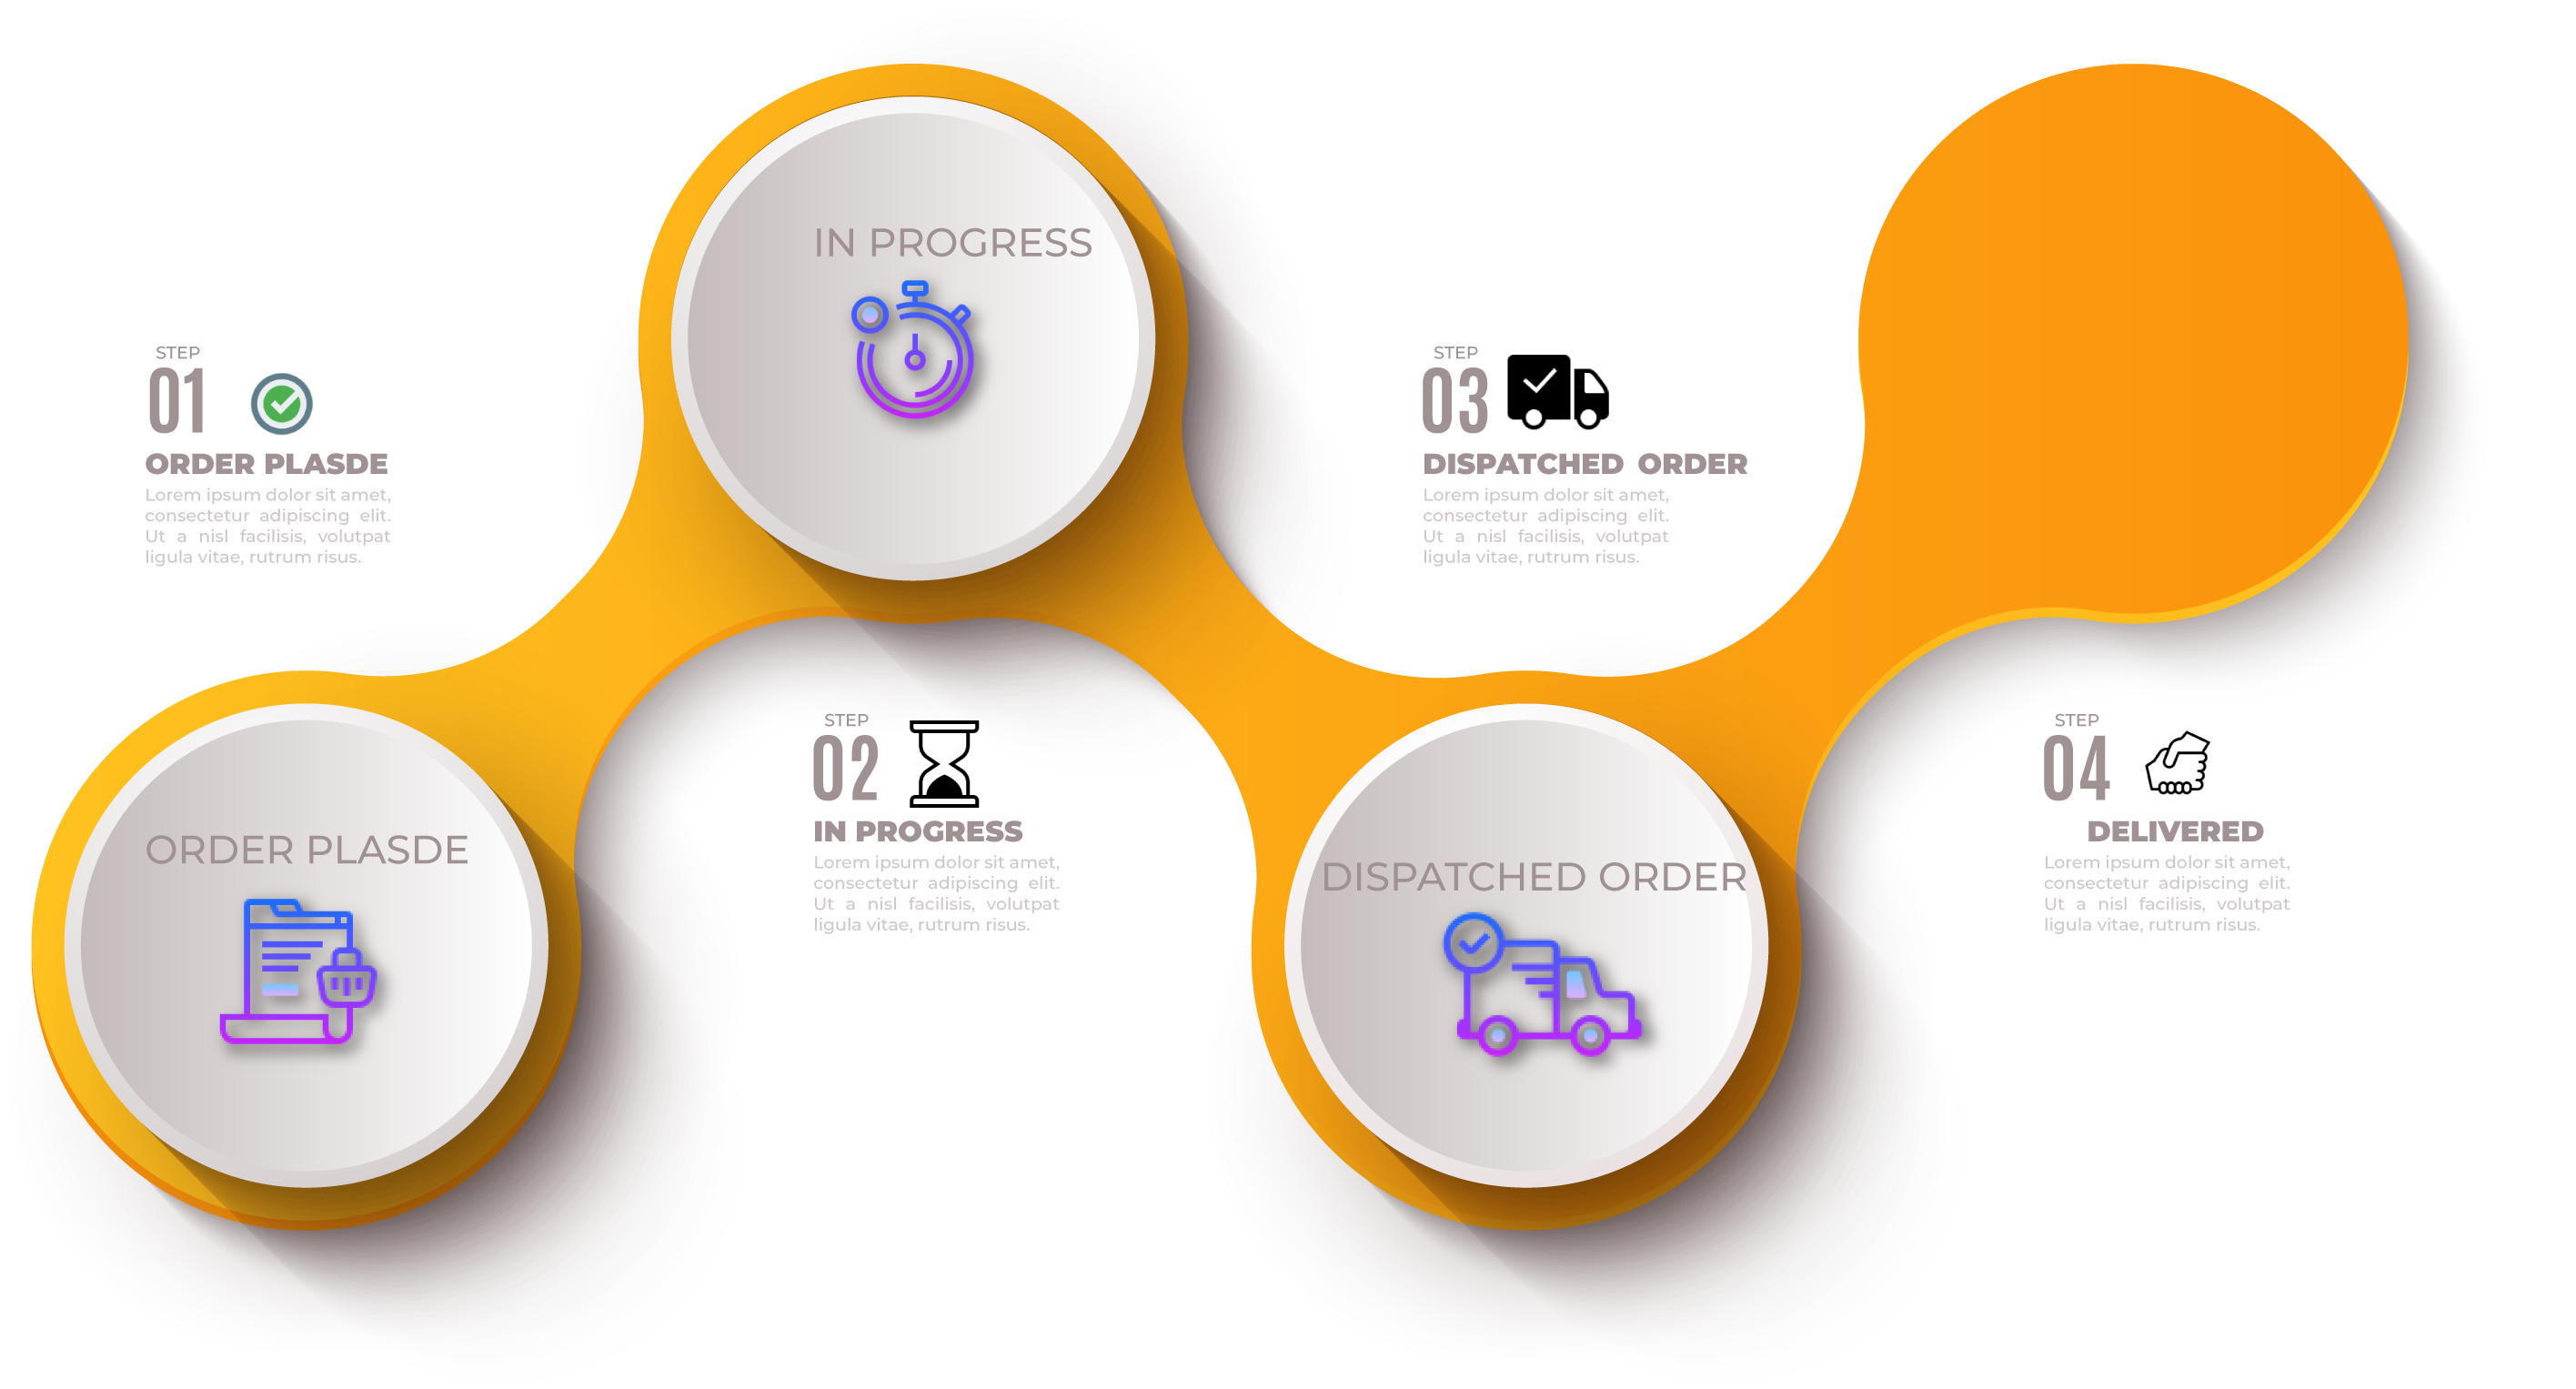 STEP
01
ORDER PLASDE
Lorem ipsum dolor sit amet,
consectetur adipiscing elit.
Ut a nisl facilisis, volutpat
ligula vitae, rutrum risus.
ORDER PLASDE
IN PROGRESS
STEP
02
IN PROGRESS
Lorem ipsum dolor sit amet,
consectetur adipiscing elit.
Ut a nisl facilisis, volutpat
ligula vitae, rutrum risus.
STEP
03
DISPATCHED ORDER
Lorem ipsum dolor sit amet,
consectetur adipiscing elit.
Ut a nisl facilisis, volutpat
ligula vitae, rutrum risus.
DISPATCHED ORDER
STEP
04
DELIVERED
Lorem ipsum dolor sit amet,
consectetur adipiscing elit.
Ut a nisl facilisis, volutpat
ligula vitae, rutrum risus.